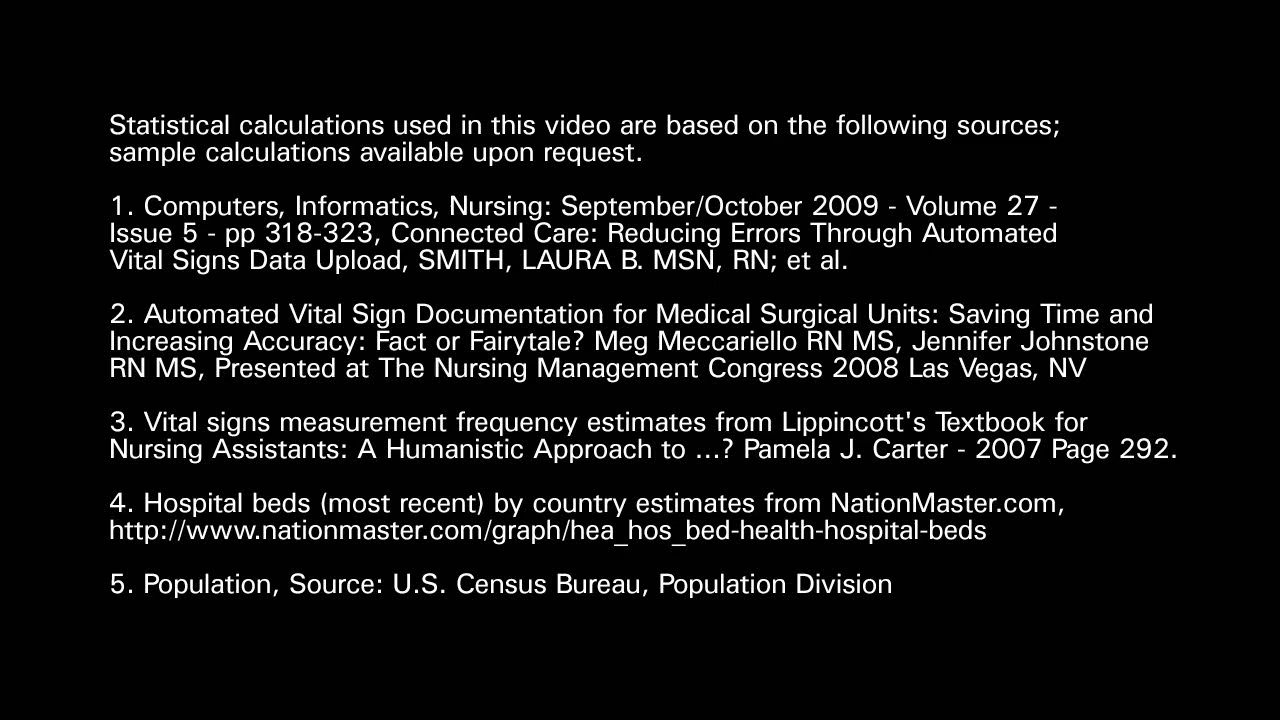 Statistical calculations used in this video are based on the following sources;
sample calculations available upon request.
1. Computers, Informatics, Nursing: September/October 2009 - Volume 27 -
Issue 5 - pp 318-323, Connected Care: Reducing Errors Through Automated
Vital Signs Data Upload, SMITH, LAURA B. MSN, RN; et al.
2. Automated Vital Sign Documentation for Medical Surgical Units: Saving Time and
Increasing Accuracy: Fact or Fairytale? Meg Meccariello RN MS, Jennifer Johnstone
RN MS, Presented at The Nursing Management Congress 2008 Las Vegas, NV
3. Vital signs measurement frequency estimates from Lippincott's Textbook for
Nursing Assistants: A Humanistic Approach to ...? Pamela J. Carter - 2007 Page 292.
4. Hospital beds (most recent) by country estimates from NationMaster.com,
http://www.nationmaster.com/graph/hea_hos_bed-health-hospital-beds
5. Population, Source: U.S. Census Bureau, Population Division